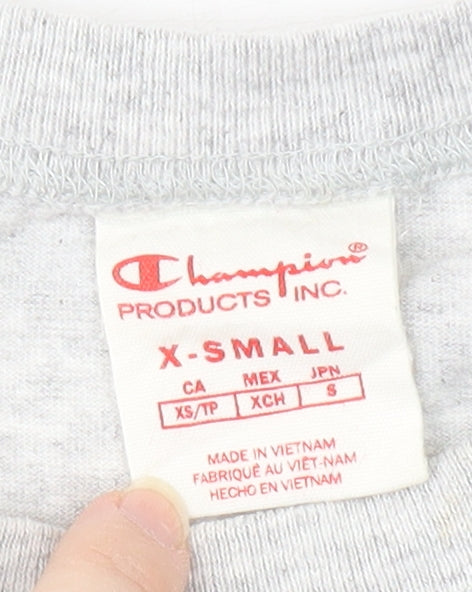 Champion®
PRODUCTS INC.
X-SMALL
CA MEX JPN
XS/TP XCH S
MADE IN VIETNAM
FABRIQUÉ AU VIÊT-NAM
HECHO EN VIETNAM